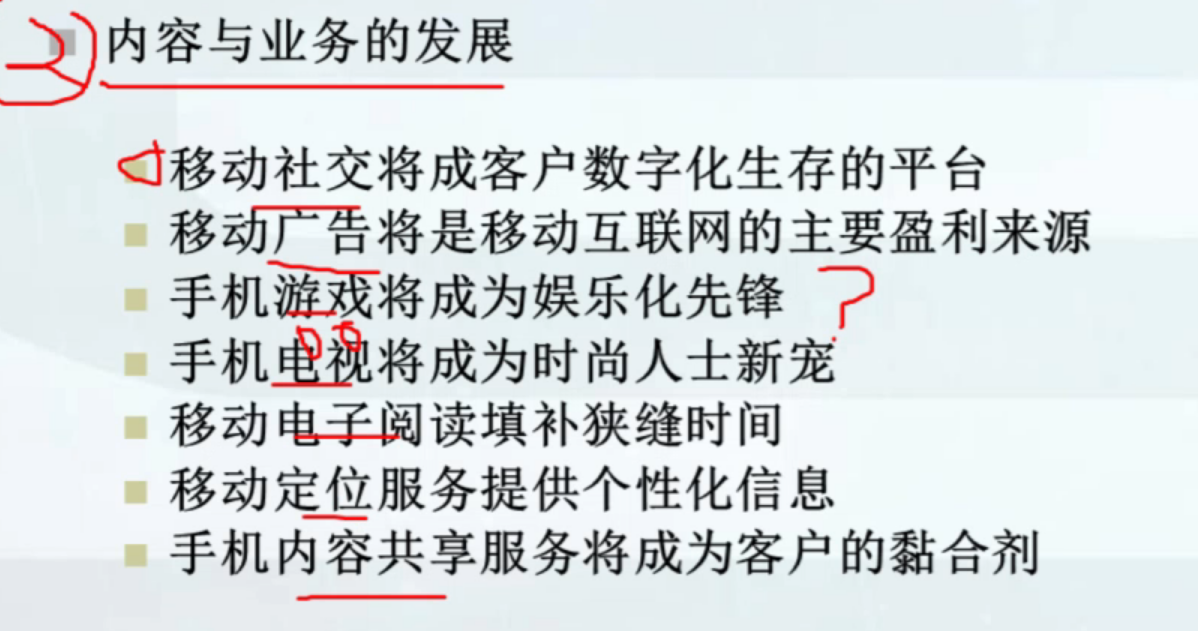 内容与业务的发展
移动社交将成客户数字化生存的平台
移动广告将是移动互联网的主要盈利来源
手机游戏将成为娱乐化先锋 ?
手机电视将成为时尚人士新宠
移动电子阅读填补狭缝时间
移动定位服务提供个性化信息
手机内容共享服务将成为客户的黏合剂